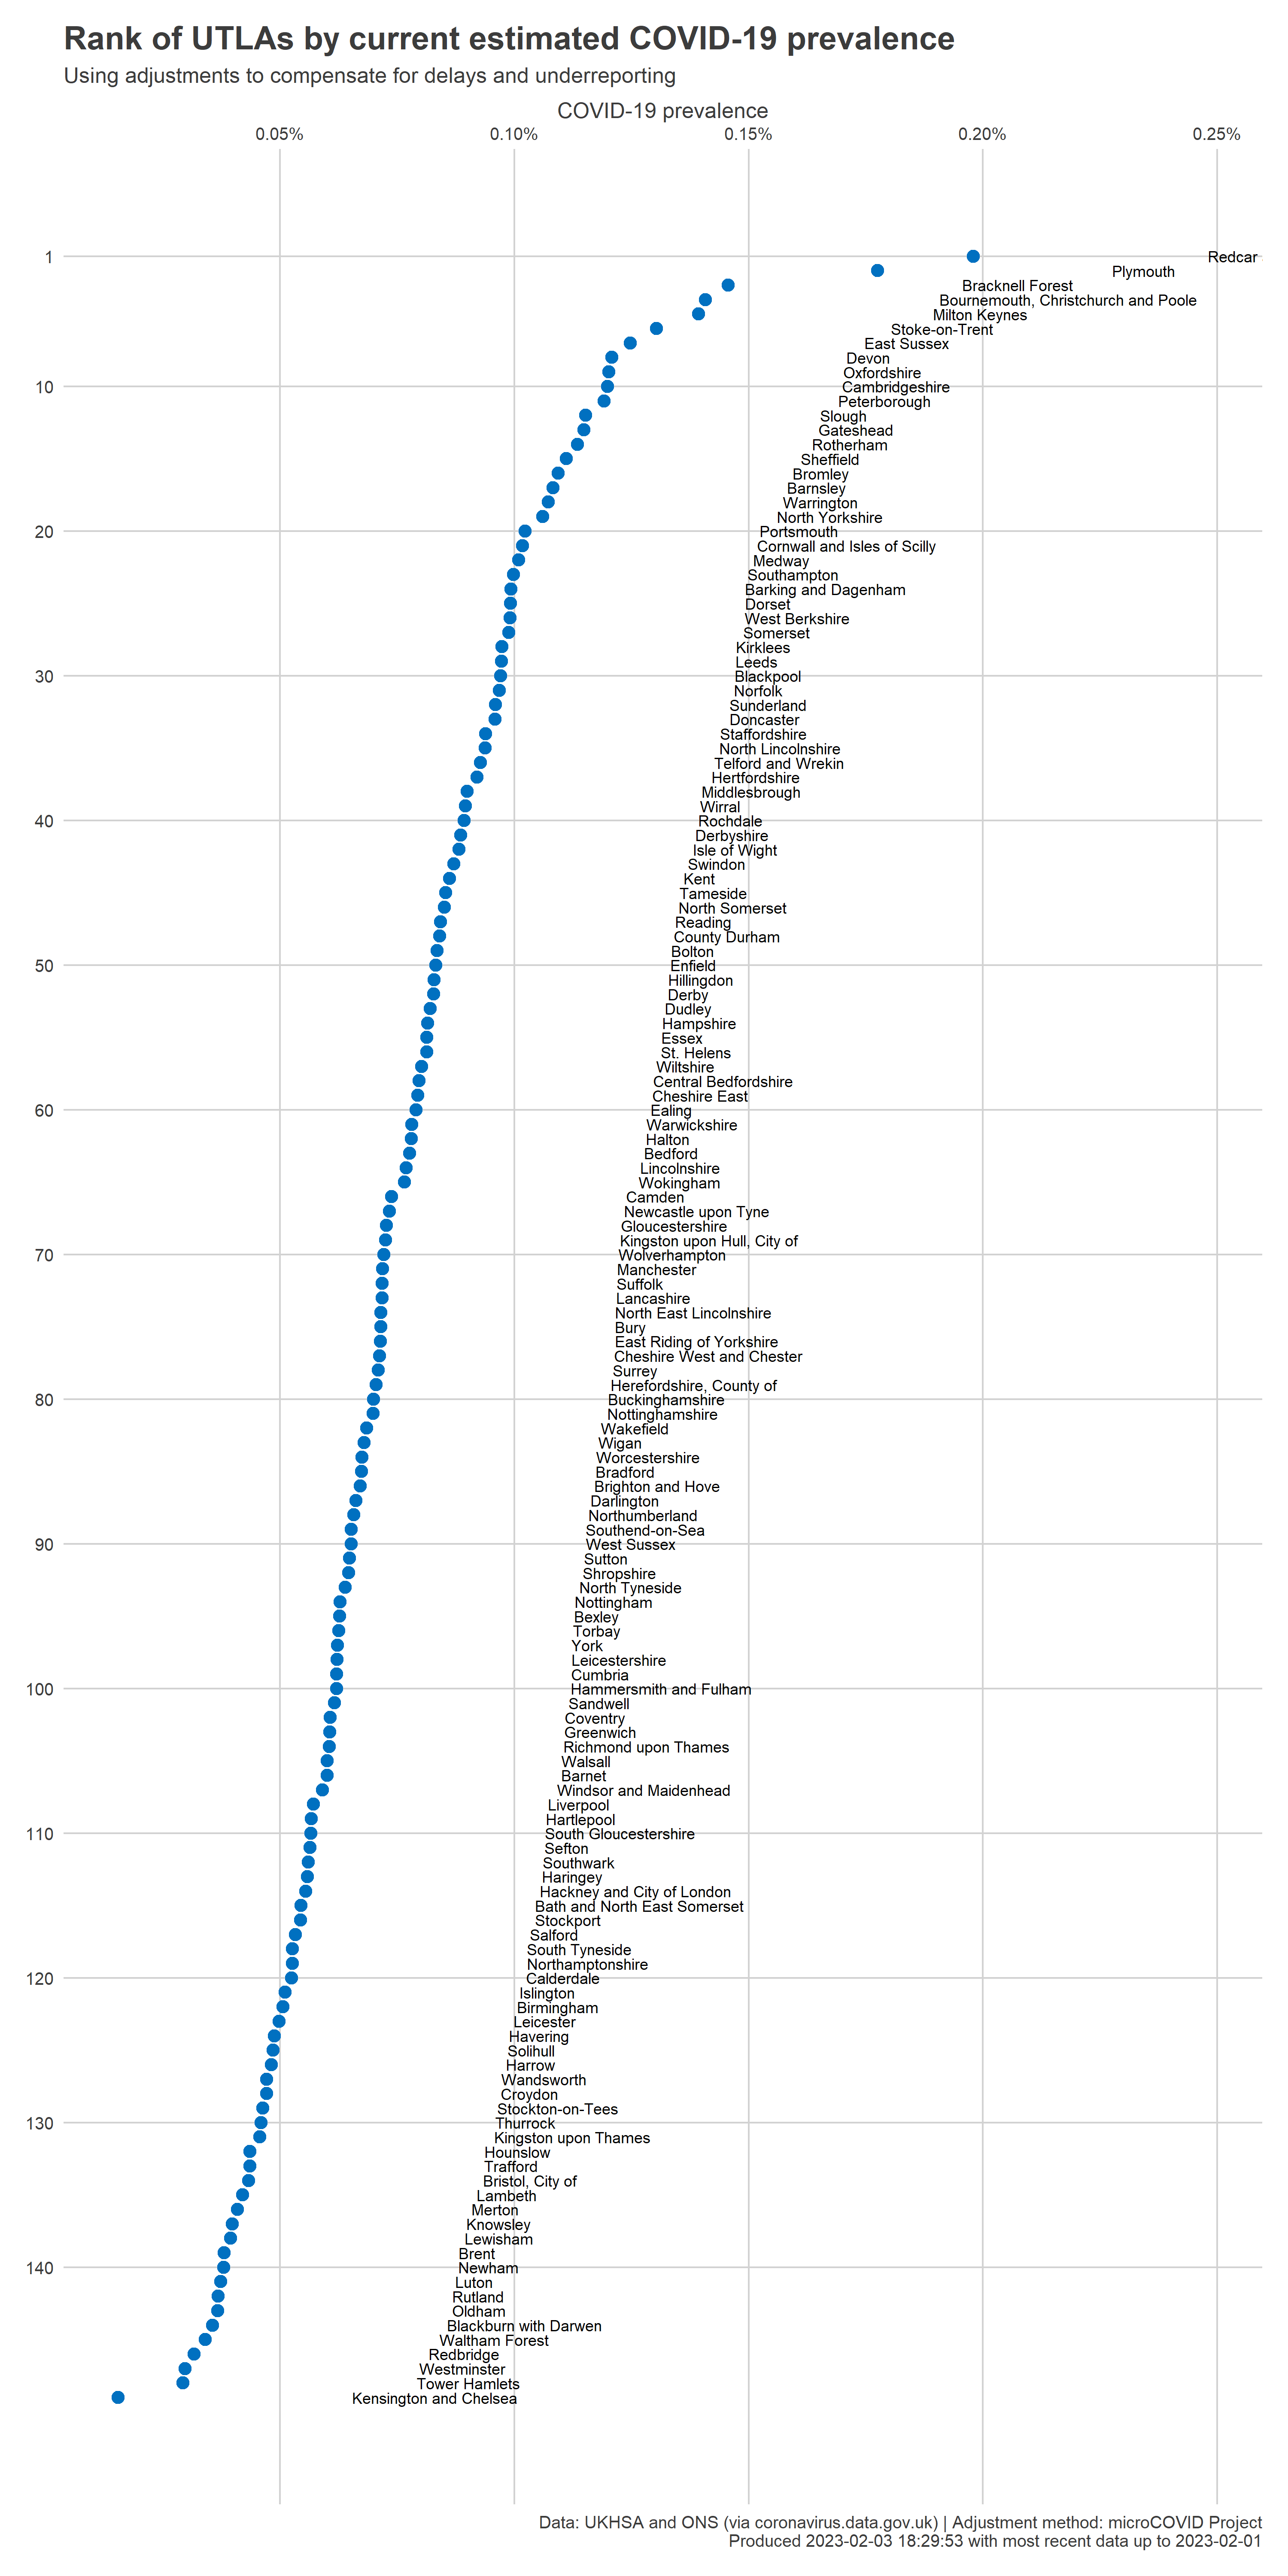 Rank of UTLAs by current estimated COVID-19 prevalence
Using adjustments to compensate for delays and underreporting
COVID-19 prevalence
0.05% 0.10% 0.15% 0.20% 0.25%
1 Redcar
Plymouth
Bracknell Forest
Bournemouth, Christchurch and Poole
Milton Keynes
Stoke-on-Trent
East Sussex
Devon
Oxfordshire
10 Cambridgeshire
Peterborough
Slough
Gateshead
Rotherham
Sheffield
Bromley
Barnsley
Warrington
North Yorkshire
20 Portsmouth
Cornwall and Isles of Scilly
Medway
Southampton
Barking and Dagenham
Dorset
West Berkshire
Somerset
Kirklees
Leeds
30 Blackpool
Norfolk
Sunderland
Doncaster
Staffordshire
North Lincolnshire
Telford and Wrekin
Hertfordshire
Middlesbrough
Wirral
40 Rochdale
Derbyshire
Isle of Wight
Swindon
Kent
Tameside
North Somerset
Reading
County Durham
Bolton
50 Enfield
Hillingdon
Derby
Dudley
Hampshire
Essex
St. Helens
Wiltshire
Central Bedfordshire
Cheshire East
60 Ealing
Warwickshire
Halton
Bedford
Lincolnshire
Wokingham
Camden
Newcastle upon Tyne
Gloucestershire
Kingston upon Hull, City of
70 Wolverhampton
Manchester
Suffolk
Lancashire
North East Lincolnshire
Bury
East Riding of Yorkshire
Cheshire West and Chester
Surrey
Herefordshire, County of
80 Buckinghamshire
Nottinghamshire
Wakefield
Wigan
Worcestershire
Bradford
Brighton and Hove
Darlington
Northumberland
Southend-on-Sea
90 West Sussex
Sutton
Shropshire
North Tyneside
Nottingham
Bexley
Torbay
York
Leicestershire
Cumbria
100 Hammersmith and Fulham
Sandwell
Coventry
Greenwich
Richmond upon Thames
Walsall
Barnet
Windsor and Maidenhead
Liverpool
Hartlepool
110 South Gloucestershire
Sefton
Southwark
Haringey
Hackney and City of London
Bath and North East Somerset
Stockport
Salford
South Tyneside
Northamptonshire
120 Calderdale
Islington
Birmingham
Leicester
Havering
Solihull
Harrow
Wandsworth
Croydon
Stockton-on-Tees
130 Thurrock
Kingston upon Thames
Hounslow
Trafford
Bristol, City of
Lambeth
Merton
Knowsley
Lewisham
Brent
140 Newham
Luton
Rutland
Oldham
Blackburn with Darwen
Waltham Forest
Redbridge
Westminster
Tower Hamlets
Kensington and Chelsea
Data: UKHSA and ONS (via coronavirus.data.gov.uk) | Adjustment method: microCOVID Project
Produced 2023-02-03 18:29:53 with most recent data up to 2023-02-01